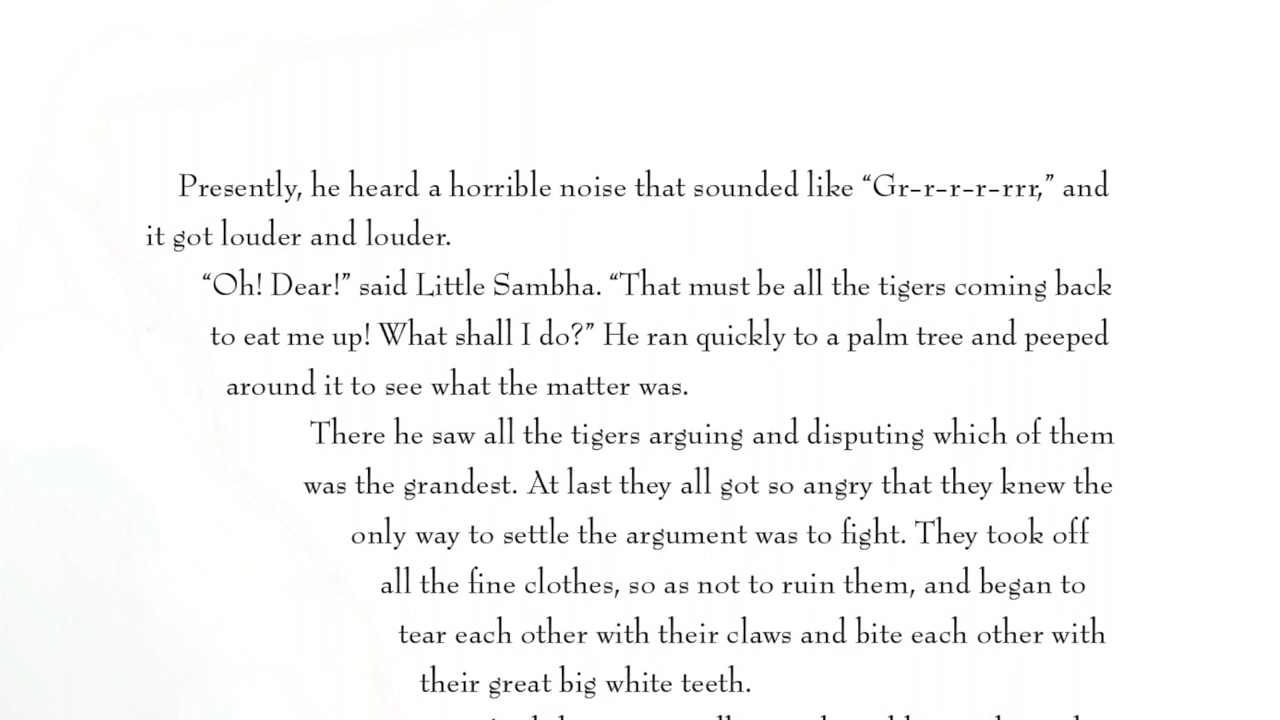 Presently, he heard a horrible noise that sounded like “Gr-r-r-r-rrr,” and
it got louder and louder.
“Oh! Dear!” said Little Sambha. “That must be all the tigers coming back
to eat me up! What shall I do?” He ran quickly to a palm tree and peeped
around it to see what the matter was.
There he saw all the tigers arguing and disputing which of them
was the grandest. At last they all got so angry that they knew the
only way to settle the argument was to fight. They took off
all the fine clothes, so as not to ruin them, and began to
tear each other with their claws and bite each other with
their great big white teeth.